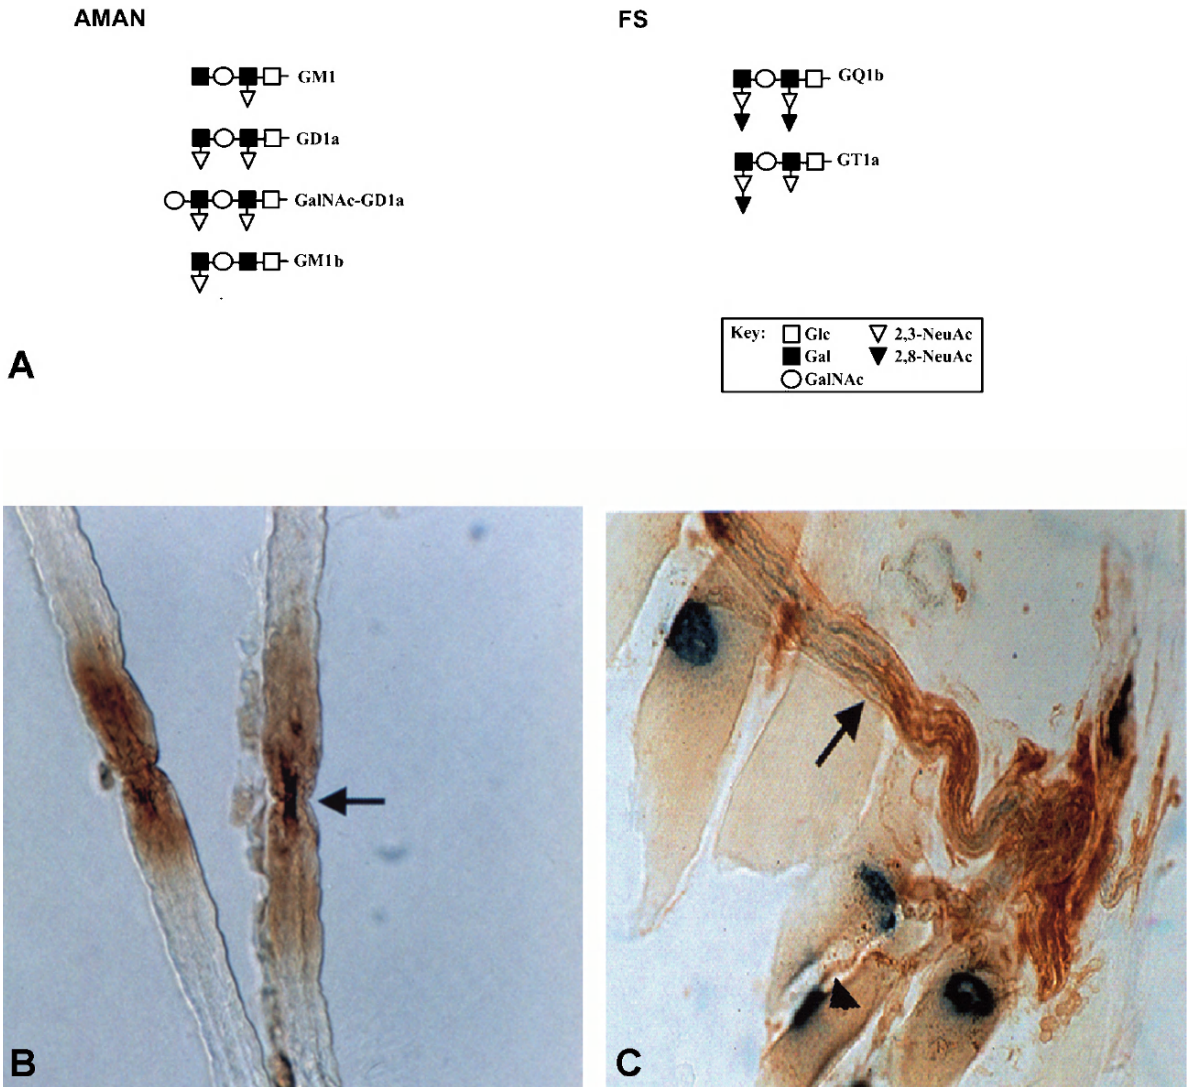 AMAN
FS
GM1
GD1a
GalNAc-GD1a
GM1b
GQ1b
GT1a
Key: Glc 2,3-NeuAc
Gal 2,8-NeuAc
GalNAc
A
B
C